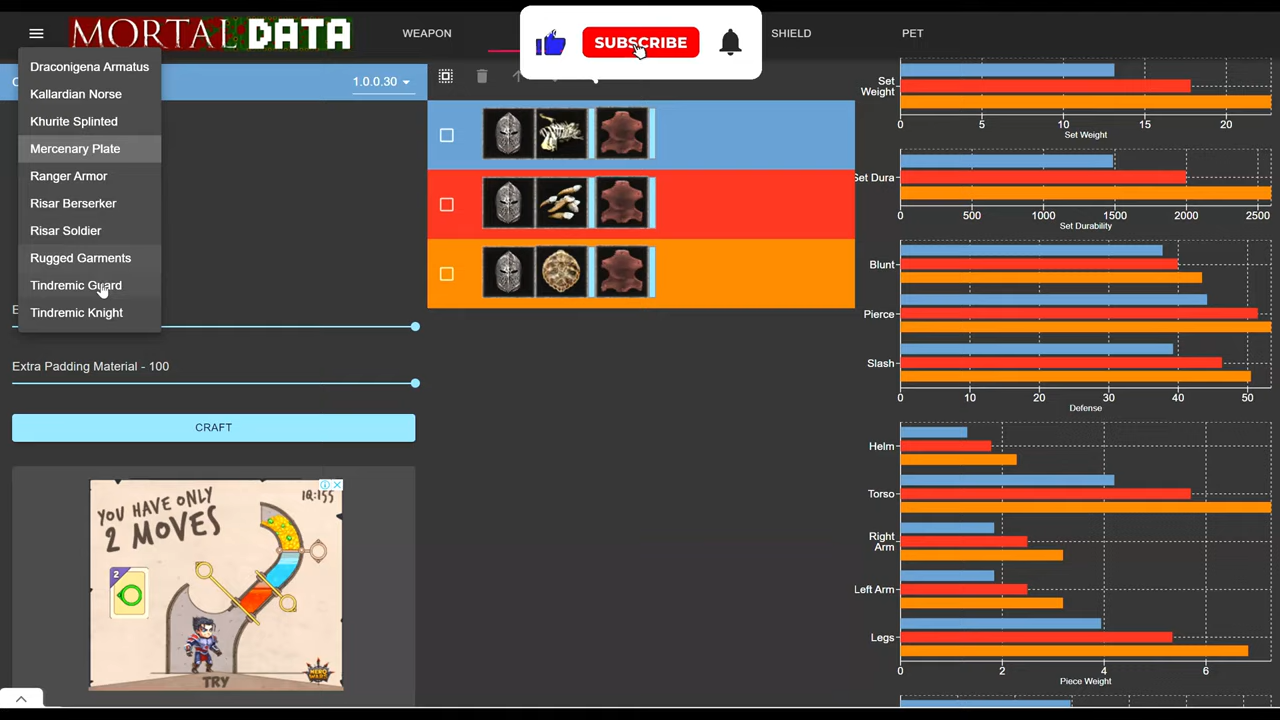 MORTAL DATA
WEAPON
SUBSCRIBE
SHIELD
PET
Draconigena Armatus
Kallardian Norse
Khurite Splinted
Mercenary Plate
Ranger Armor
Risar Berserker
Risar Soldier
Rugged Garments
Tindremic Guard
Tindremic Knight
1.0.0.30
Extra Padding Material - 100
CRAFT
YOU HAVE ONLY
2 MOVES
IQ:155
2
TRY
HERO
WARS
Set
Weight
0 5 10 15 20
Set Weight
Set Dura
0 500 1000 1500 2000 2500
Set Durability
Blunt
Pierce
Slash
0 10 20 30 40 50
Defense
Helm
Torso
Right
Arm
Left Arm
Legs
0 2 4 6
Piece Weight